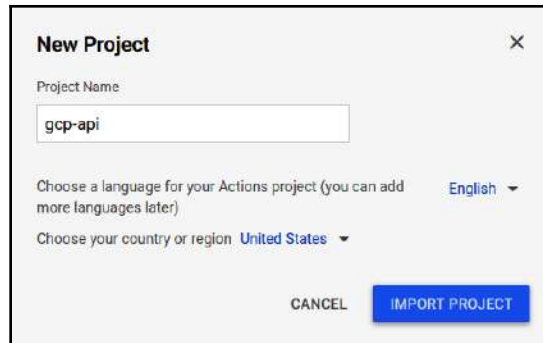 New Project
Project Name
gcp-api
Choose a language for your Actions project (you can add English
more languages later)
Choose your country or region United States
CANCEL IMPORT PROJECT